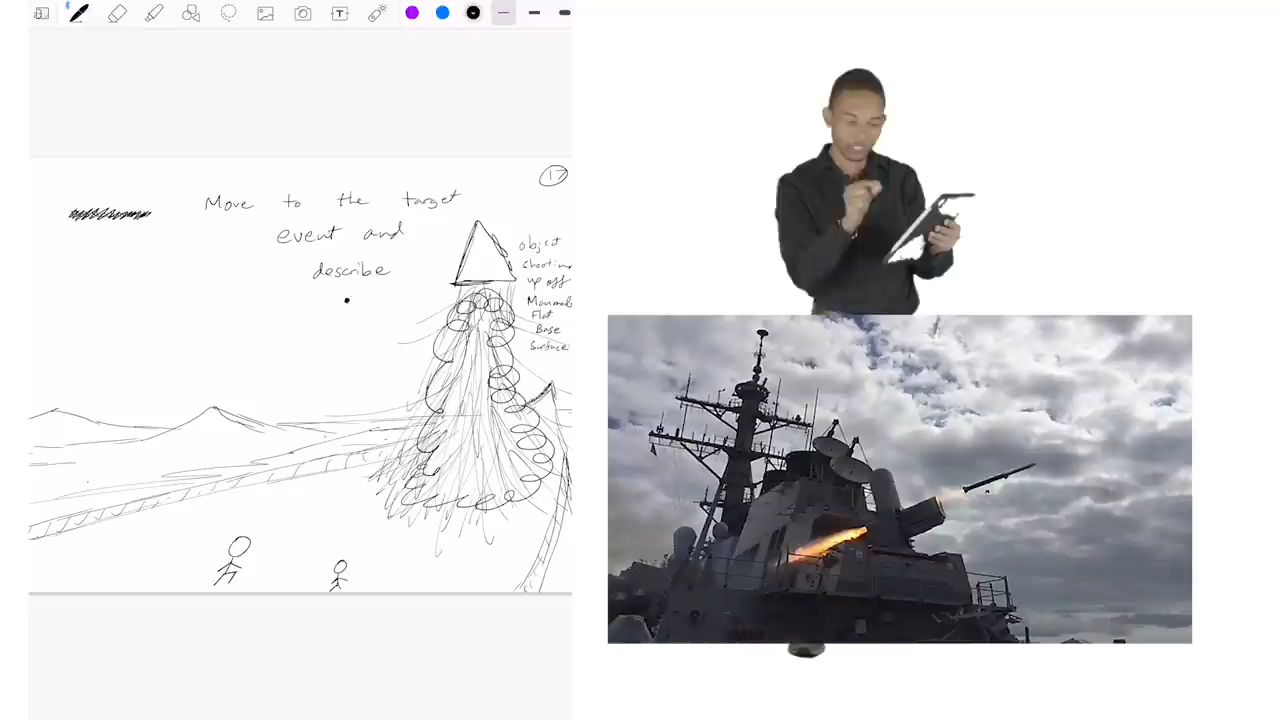 17
Move to the target
event and
describe
object
shooting
up off
Manmade
Flat
Base
Surface
T